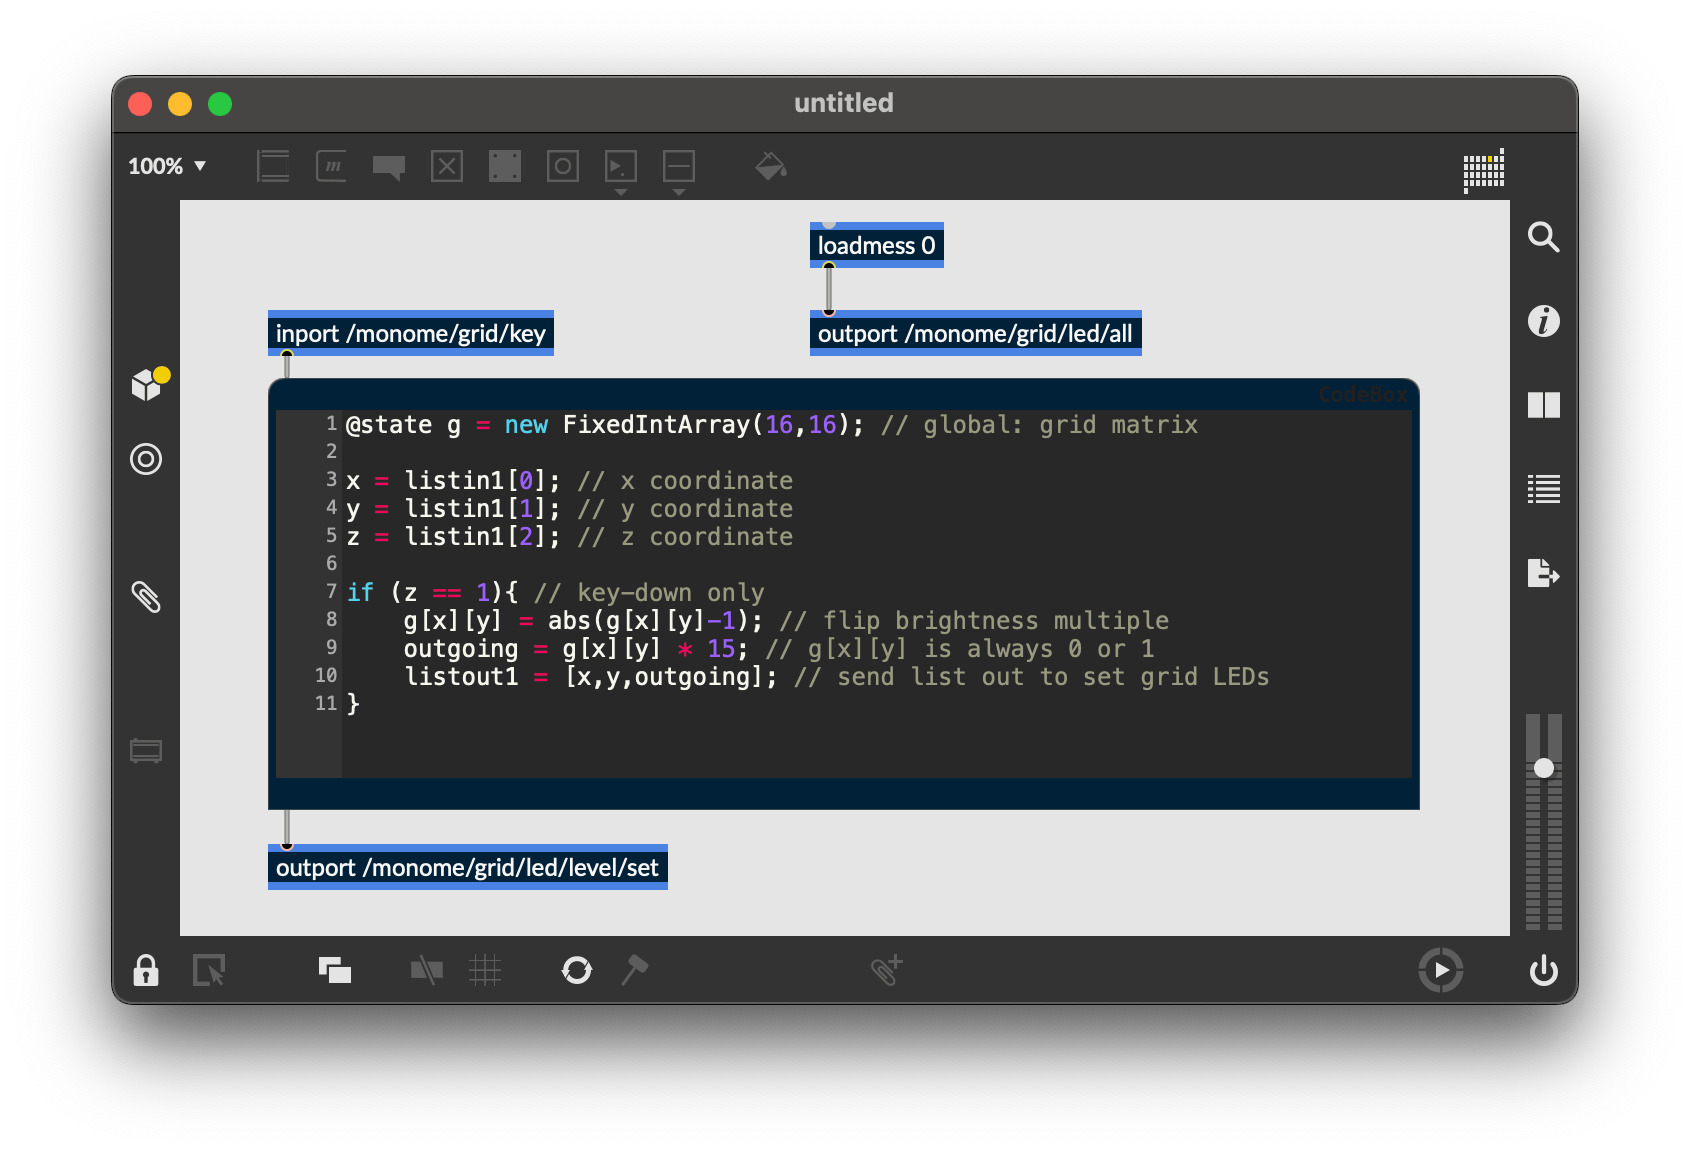 untitled
100%
m
loadmess 0
inport /monome/grid/key
outport /monome/grid/led/all
CodeBox
1 @state g = new FixedIntArray(16,16); // global: grid matrix
2
3 x = listin1[0]; // x coordinate
4 y = listin1[1]; // y coordinate
5 z = listin1[2]; // z coordinate
6
7 if (z == 1){ // key-down only
8 g[x][y] = abs(g[x][y]-1); // flip brightness multiple
9 outgoing = g[x][y] * 15; // g[x][y] is always 0 or 1
10 listout1 = [x,y,outgoing]; // send list out to set grid LEDs
11 }
outport /monome/grid/led/level/set